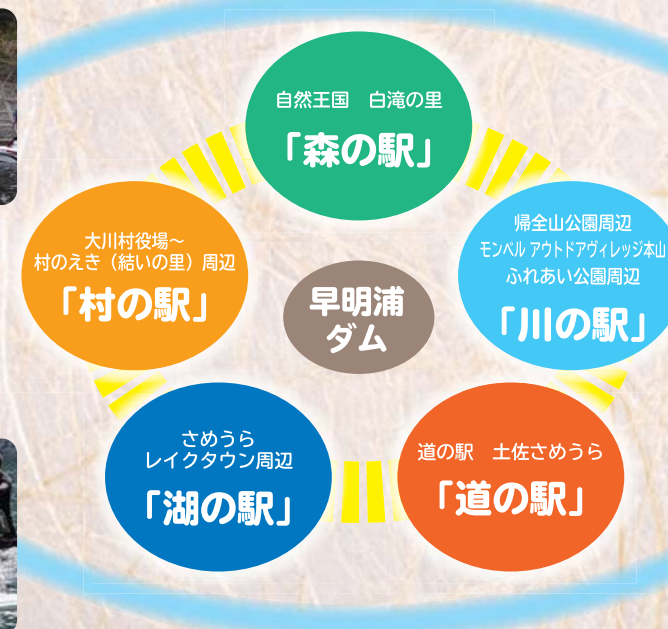 自然王国　白滝の里
「森の駅」
大川村役場～
村のえき（結いの里）周辺
「村の駅」
帰全山公園周辺
モンベル アウトドアヴィレッジ本山
ふれあい公園周辺
「川の駅」
早明浦
ダム
さめうら
レイクタウン周辺
「湖の駅」
道の駅　土佐さめうら
「道の駅」